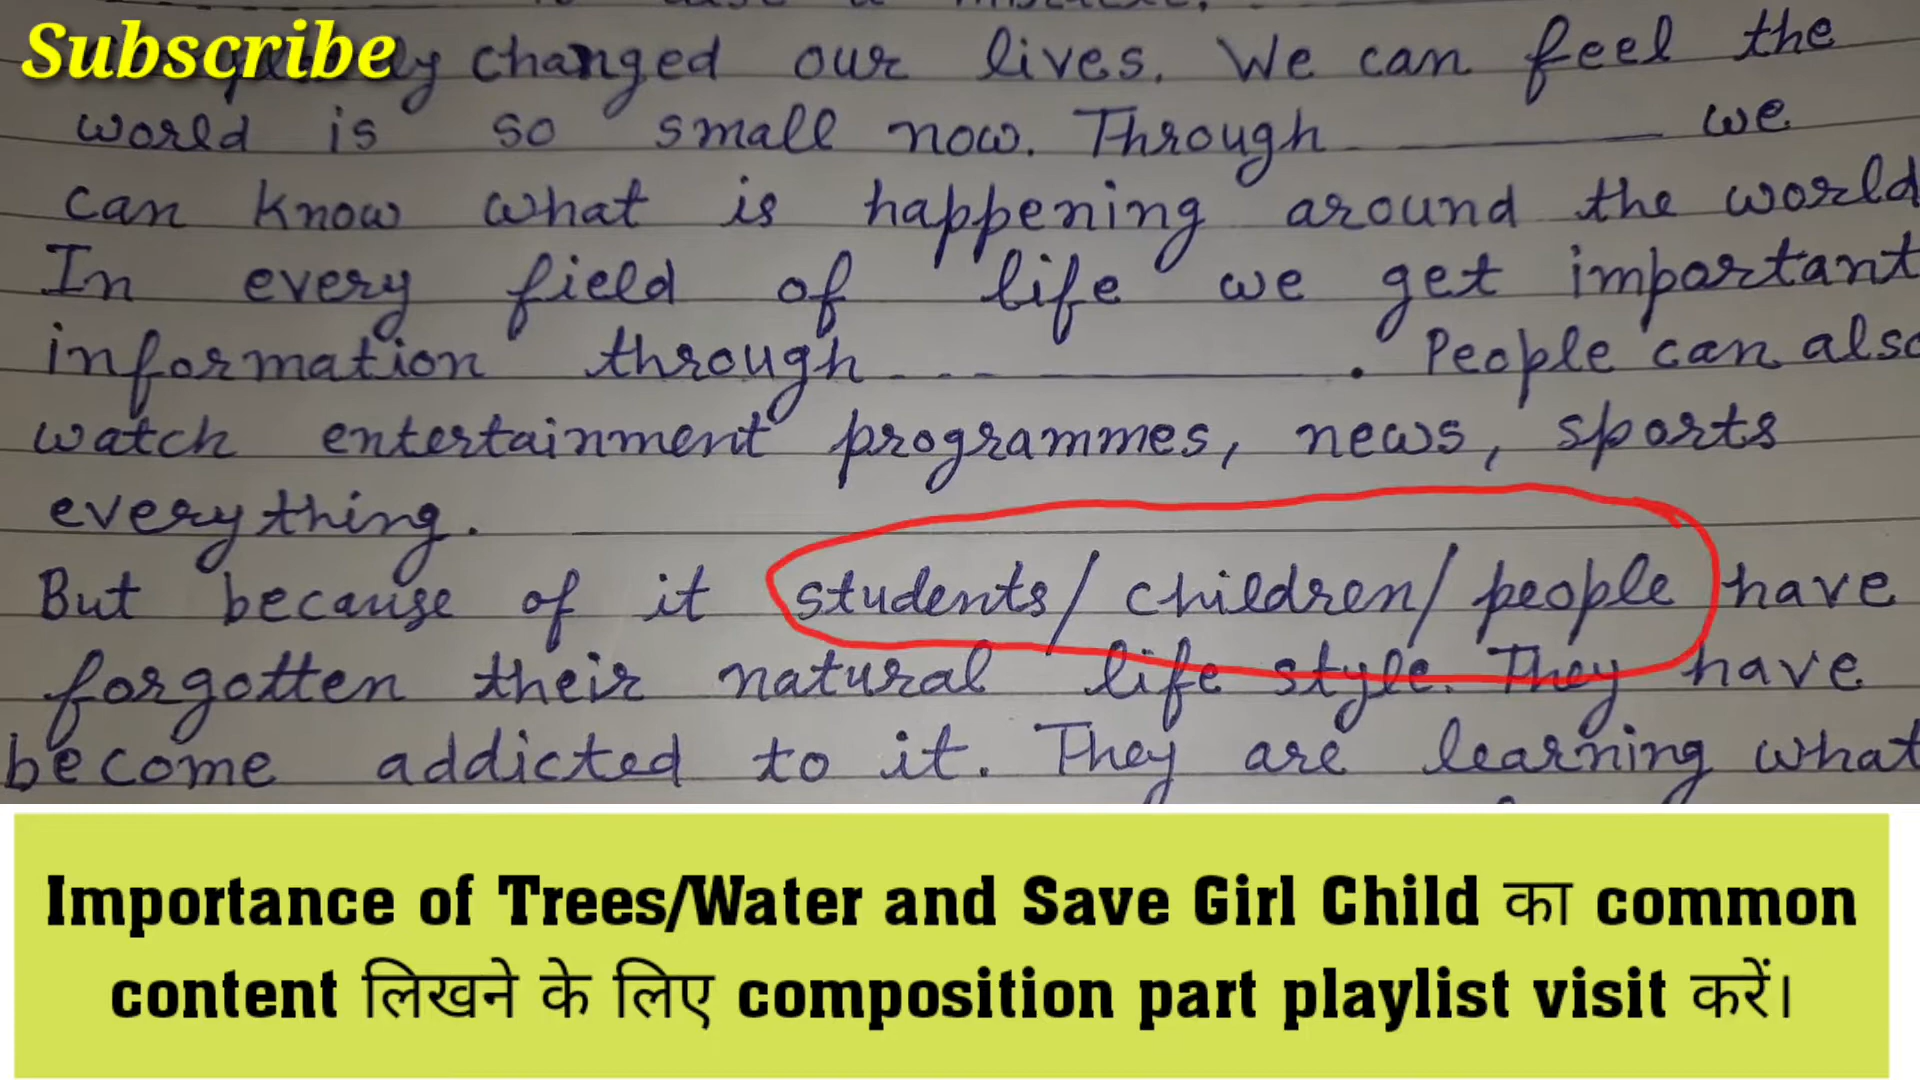 Subscribe
changed our lives. We can feel the
world is so small now. Through ________ we
can know what is happening around the world
In every field of life we get important
information through ________. People can also
watch entertainment programmes, news, sports
everything.
But because of it students/ children/ people have
forgotten their natural life style. They have
become addicted to it. They are learning what
Importance of Trees/Water and Save Girl Child का common
content लिखने के लिए composition part playlist visit करें।